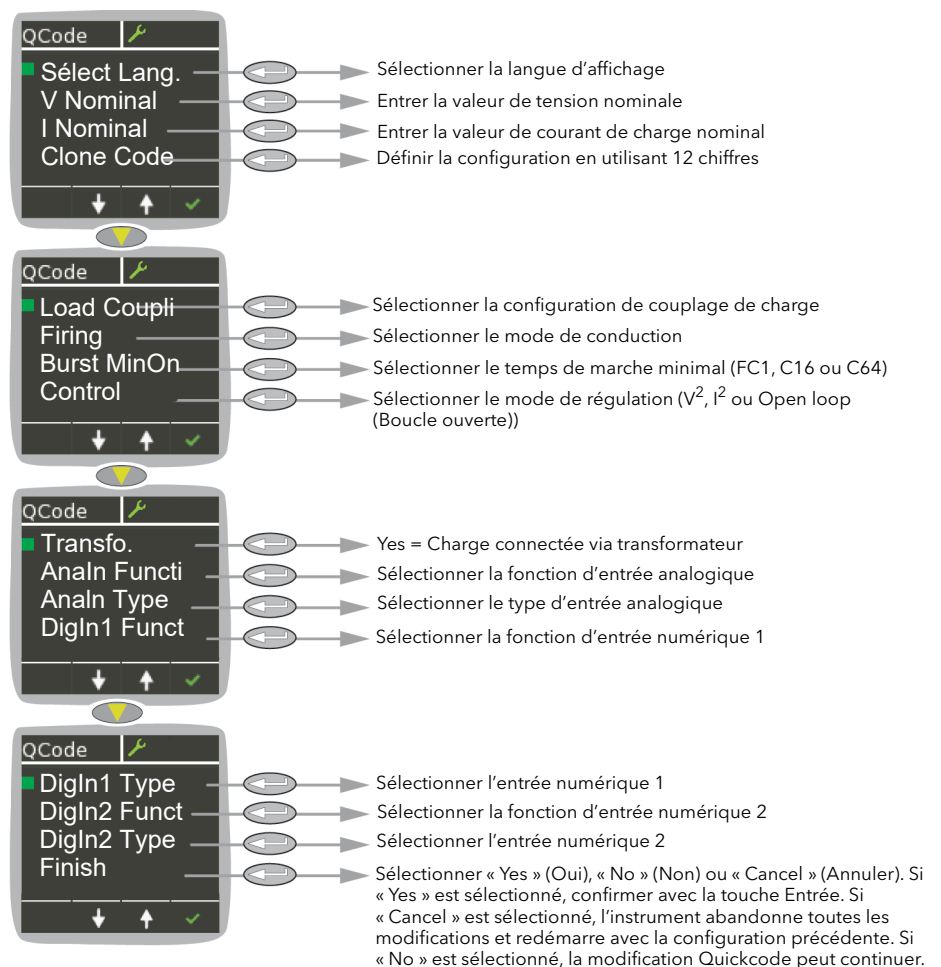 QCode
Sélect Lang.
Sélectionner la langue d'affichage
V Nominal
Entrer la valeur de tension nominale
I Nominal
Entrer la valeur de courant de charge nominal
Clone Code
Définir la configuration en utilisant 12 chiffres
QCode
Load Coupli
Sélectionner la configuration de couplage de charge
Firing
Sélectionner le mode de conduction
Burst MinOn
Sélectionner le temps de marche minimal (FC1, C16 ou C64)
Control
Sélectionner le mode de régulation (V², I² ou Open loop
(Boucle ouverte))
QCode
Transfo.
Yes = Charge connectée via transformateur
AnaIn Functi
Sélectionner la fonction d'entrée analogique
AnaIn Type
Sélectionner le type d'entrée analogique
DigIn1 Funct
Sélectionner la fonction d'entrée numérique 1
QCode
DigIn1 Type
Sélectionner l'entrée numérique 1
DigIn2 Funct
Sélectionner la fonction d'entrée numérique 2
DigIn2 Type
Sélectionner l'entrée numérique 2
Finish
Sélectionner « Yes » (Oui), « No » (Non) ou « Cancel » (Annuler). Si
« Yes » est sélectionné, confirmer avec la touche Entrée. Si
« Cancel » est sélectionné, l'instrument abandonne toutes les
modifications et redémarre avec la configuration précédente. Si
« No » est sélectionné, la modification Quickcode peut continuer.